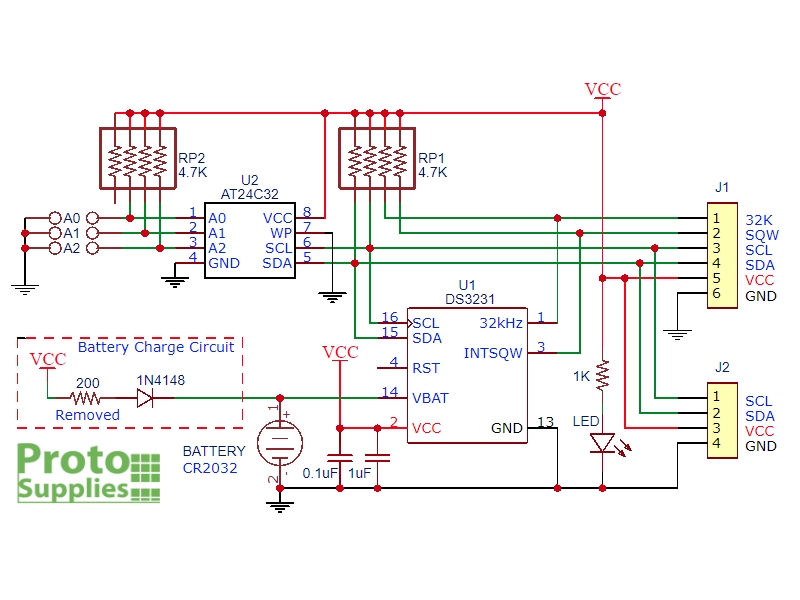 VCC
RP2
4.7K
RP1
4.7K
U2
AT24C32
A0
A1
A2
1 A0
2 A1
3 A2
4 GND
VCC 8
WP 7
SCL 6
SDA 5
J1
1 32K
2 SQW
3 SCL
4 SDA
5 VCC
6 GND
U1
DS3231
16 SCL
15 SDA
4 RST
14 VBAT
2 VCC
32kHz 1
INTSQW 3
GND 13
Battery Charge Circuit
VCC
200
1N4148
Removed
VCC
1K
LED
J2
1 SCL
2 SDA
3 VCC
4 GND
1
+
BATTERY
CR2032
2
0.1uF
1uF
Proto
Supplies